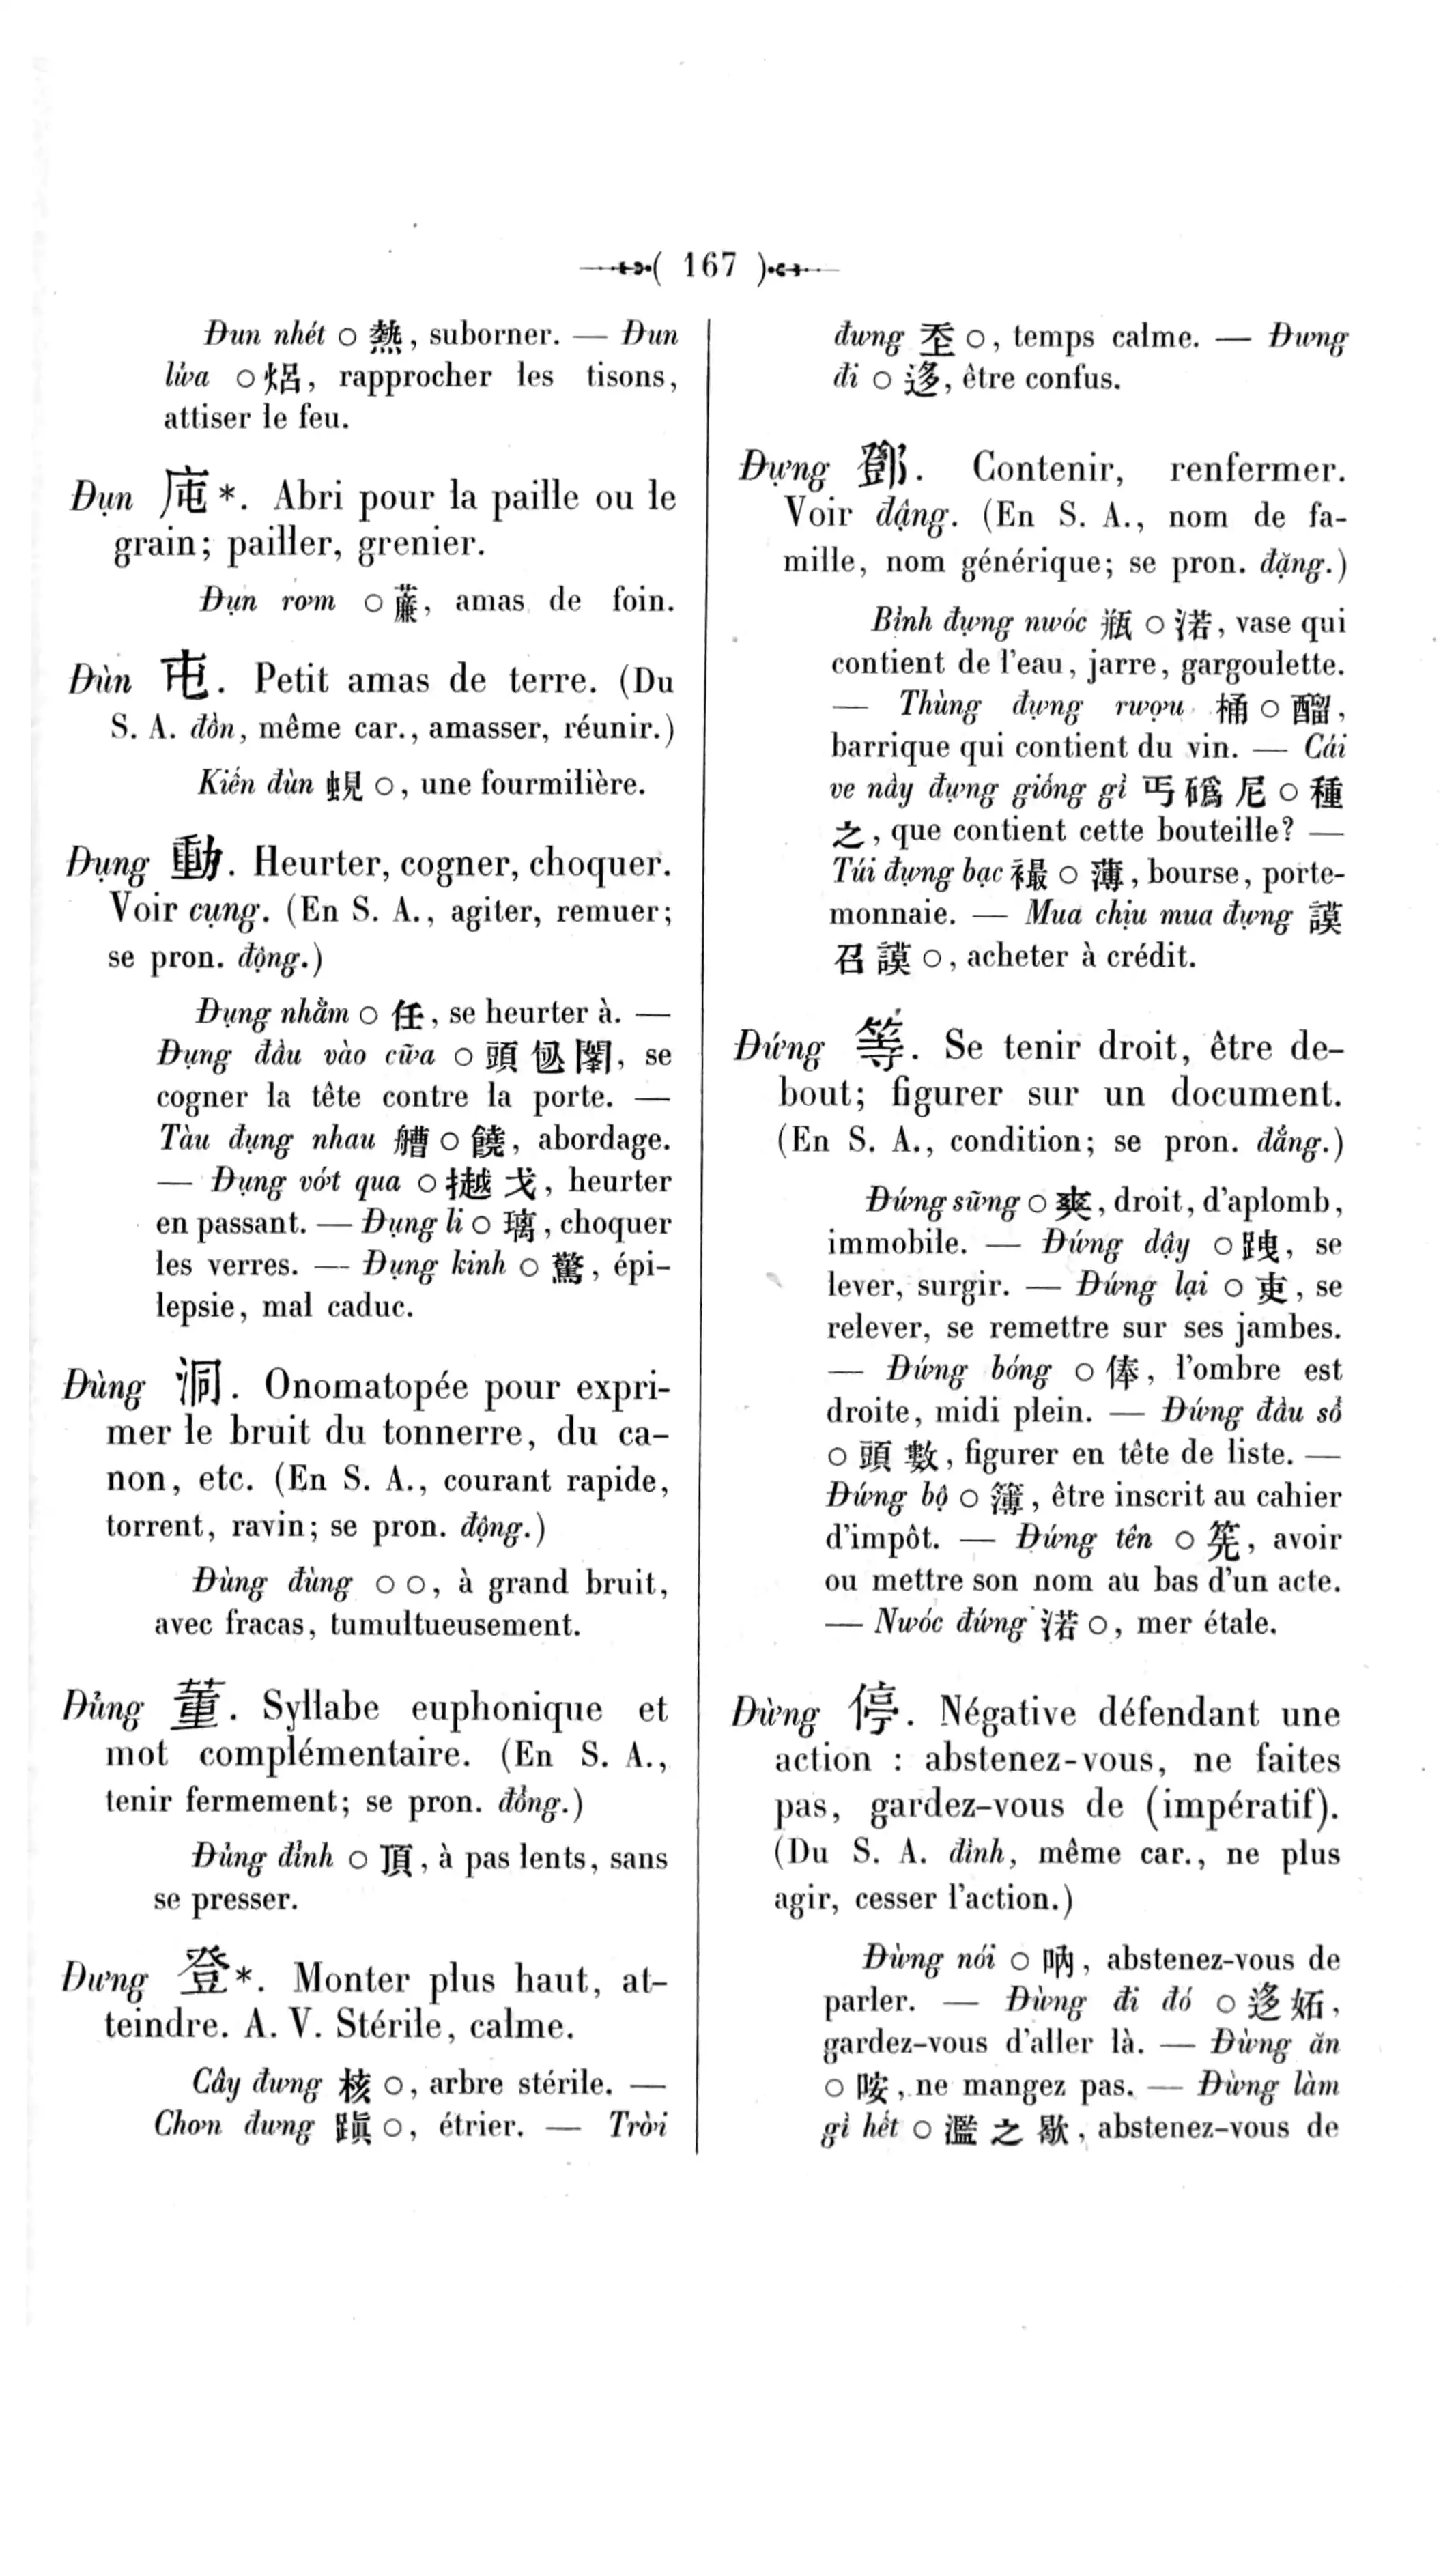 ( 167 )
Đun nhét ○ 熱, suborner. — Đun
lửa ○ 焒, rapprocher les tisons,
attiser le feu.
Đụn 庉*. Abri pour la paille ou le
grain; pailler, grenier.
Đụn rơm ○ 薕, amas de foin.
Đùn 屯. Petit amas de terre. (Du
S. A. đồn, même car., amasser, réunir.)
Kiến đùn 蜆 ○, une fourmilière.
Đụng 動. Heurter, cogner, choquer.
Voir cụng. (En S. A., agiter, remuer;
se pron. động.)
Đụng nhằm ○ 任, se heurter à. —
Đụng đầu vào cữa ○ 頭, se
cogner la tête contre la porte. —
Tàu đụng nhau 艚 ○ 饒, abordage.
— Đụng vót qua ○ 戈, heurter
en passant. — Đụng li ○ 璃, choquer
les verres. — Đụng kinh ○ 驚, épi-
lepsie, mal caduc.
Đùng 洞. Onomatopée pour expri-
mer le bruit du tonnerre, du ca-
non, etc. (En S. A., courant rapide,
torrent, ravin; se pron. động.)
Đùng đùng ○ ○, à grand bruit,
avec fracas, tumultueusement.
Đủng 董. Syllabe euphonique et
mot complémentaire. (En S. A.,
tenir fermement; se pron. đồng.)
Đủng đỉnh ○ 頂, à pas lents, sans
se presser.
Đưng 登*. Monter plus haut, at-
teindre. A. V. Stérile, calme.
Cây đưng 核 ○, arbre stérile. —
Chơn đưng 蹎 ○, étrier. — Trời
đưng 𡗶 ○, temps calme. — Đưng
đi ○ 迻, être confus.
Đựng 鄧. Contenir, renfermer.
Voir đậng. (En S. A., nom de fa-
mille, nom générique; se pron. đặng.)
Bình đựng nước 瓶 ○ 渃, vase qui
contient de l'eau, jarre, gargoulette.
— Thùng đựng rượu 桶 ○ 醧,
barrique qui contient du vin. — Cái
ve nầy đựng giống gì 丐 碼 尼 ○ 種
之, que contient cette bouteille? —
Túi đựng bạc 襊 ○ 薄, bourse, porte-
monnaie. — Mua chịu mua đựng 謨
召 謨 ○, acheter à crédit.
Đứng 等. Se tenir droit, être de-
bout; figurer sur un document.
(En S. A., condition; se pron. đẳng.)
Đứng sững ○ 爽, droit, d'aplomb,
immobile. — Đứng dậy ○ 跩, se
lever, surgir. — Đứng lại ○ 吏, se
relever, se remettre sur ses jambes.
— Đứng bóng ○ 俸, l'ombre est
droite, midi plein. — Đứng đầu sổ
○ 頭 數, figurer en tête de liste. —
Đứng bộ ○ 簿, être inscrit au cahier
d'impôt. — Đứng tên ○ 筅, avoir
ou mettre son nom au bas d'un acte.
— Nước đứng 渃 ○, mer étale.
Đừng 停. Négative défendant une
action : abstenez-vous, ne faites
pas, gardez-vous de (impératif).
(Du S. A. đình, même car., ne plus
agir, cesser l'action.)
Đừng nói ○ 吶, abstenez-vous de
parler. — Đừng đi đó ○ 迻 妬,
gardez-vous d'aller là. — Đừng ăn
○ 咹, ne mangez pas. — Đừng làm
gì hết ○ 濫 之 歇, abstenez-vous de